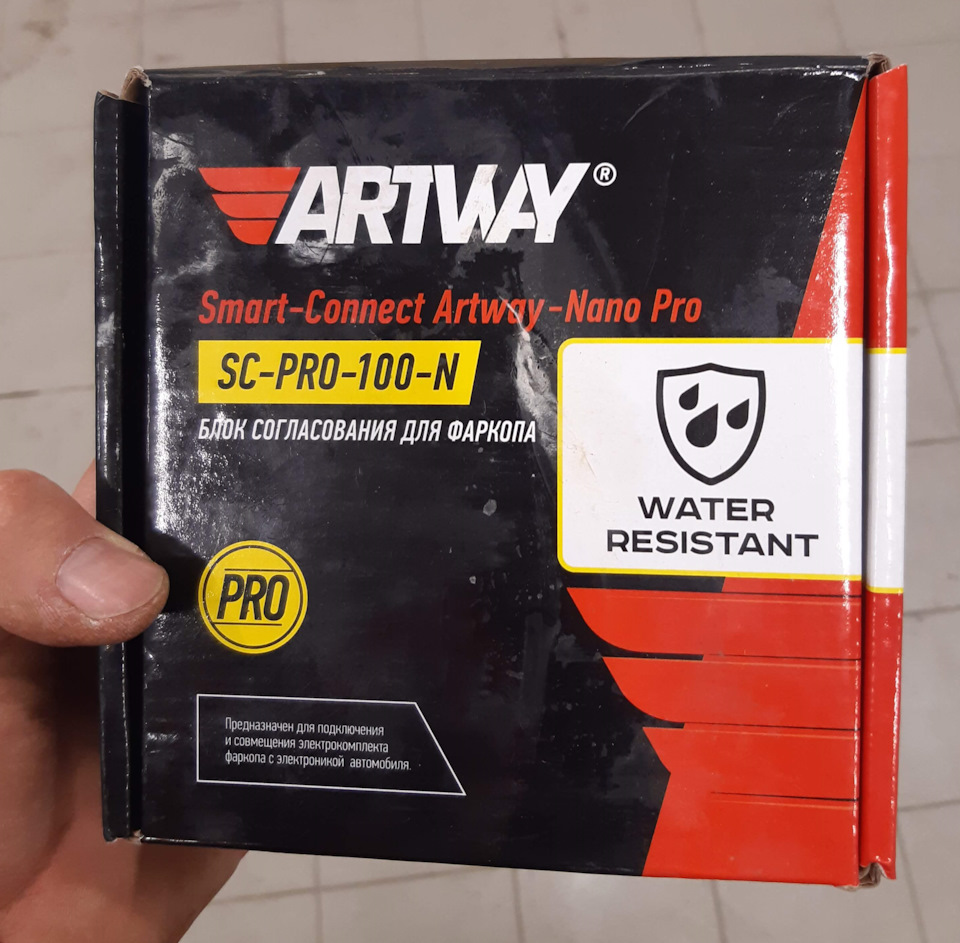 ARTWAY®
Smart-Connect Artway-Nano Pro
SC-PRO-100-N
БЛОК СОГЛАСОВАНИЯ ДЛЯ ФАРКОПА
WATER
RESISTANT
PRO
Предназначен для подключения
и совмещения электрокомплекта
фаркопа с электроникой автомобиля.